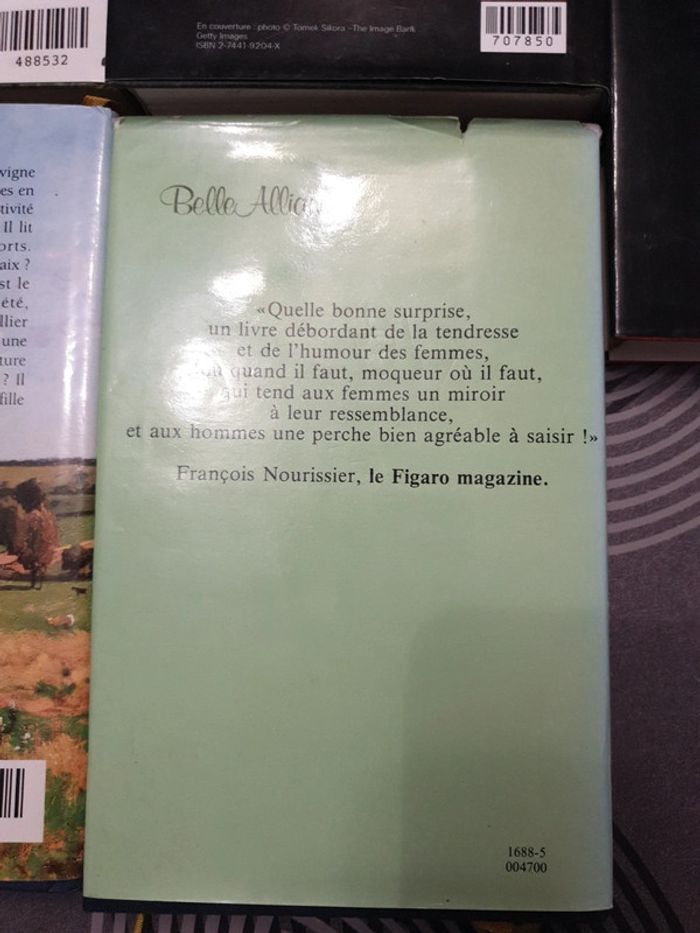 488532
En couverture : photo © Tomek Sikora - The Image Bank
Getty Images
ISBN 2-7441-9204-X
707850
vigne
es en
tivité
Il lit
orts.
aix ?
st le
été,
llier
une
ture
? Il
fille
Belle
«Quelle bonne surprise,
un livre débordant de la tendresse
et de l'humour des femmes,
quand il faut, moqueur où il faut,
qui tend aux femmes un miroir
à leur ressemblance,
et aux hommes une perche bien agréable à saisir !»
François Nourissier, le Figaro magazine.
1688-5
004700